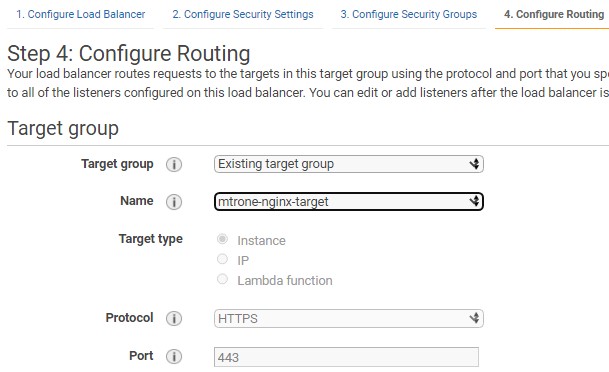 1. Configure Load Balancer 2. Configure Security Settings 3. Configure Security Groups 4. Configure Routing
Step 4: Configure Routing
Your load balancer routes requests to the targets in this target group using the protocol and port that you spe
to all of the listeners configured on this load balancer. You can edit or add listeners after the load balancer is
Target group
Target group i Existing target group
Name i mtrone-nginx-target
Target type Instance
IP
Lambda function
Protocol i HTTPS
Port i 443